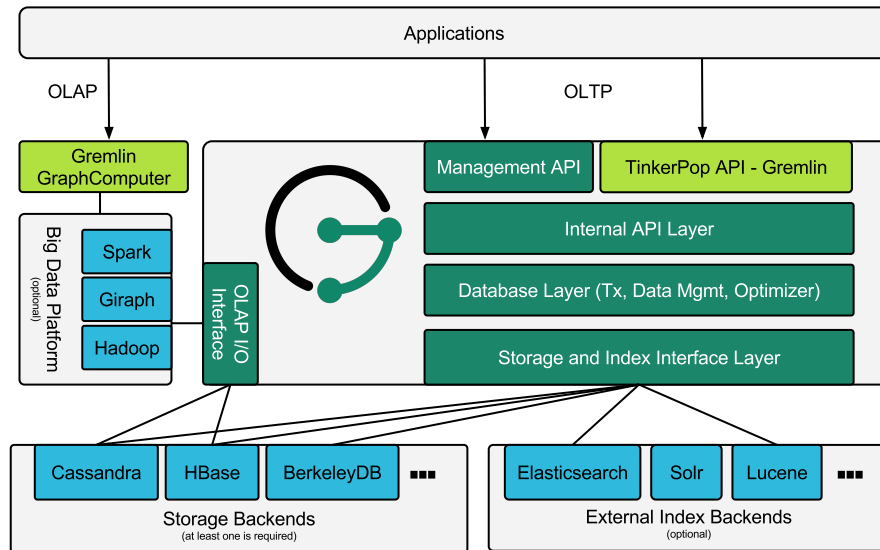 Applications
OLAP
OLTP
Gremlin
GraphComputer
Management API
TinkerPop API - Gremlin
Big Data Platform
(optional)
Spark
Giraph
Hadoop
OLAP I/O
Interface
Internal API Layer
Database Layer (Tx, Data Mgmt, Optimizer)
Storage and Index Interface Layer
Cassandra
HBase
BerkeleyDB
Storage Backends
(at least one is required)
Elasticsearch
Solr
Lucene
External Index Backends
(optional)